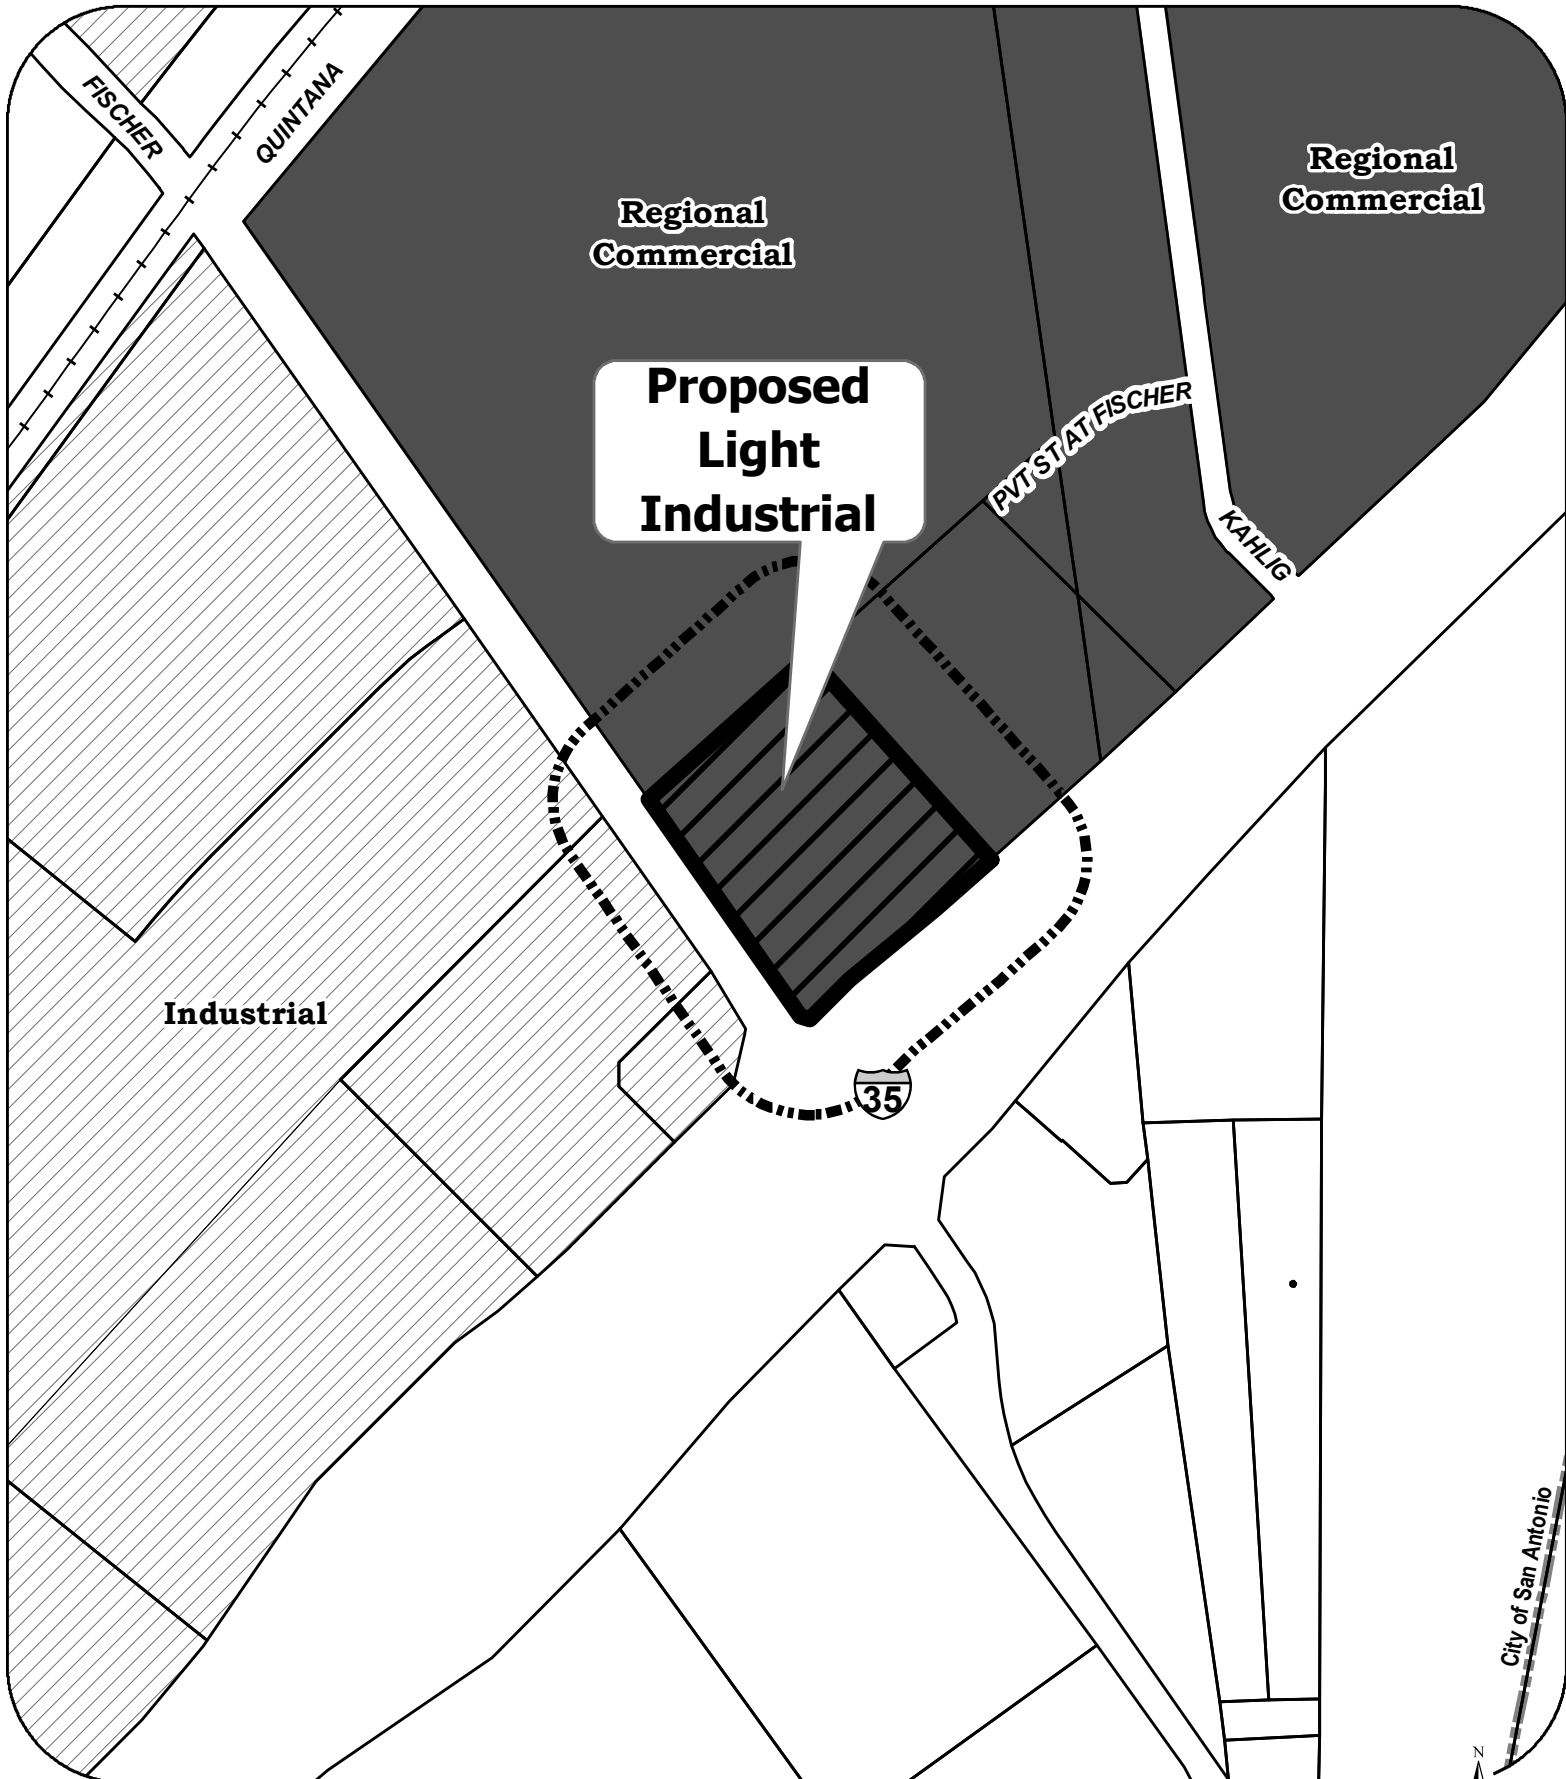 FISCHER
QUINTANA
Regional
Commercial
Regional
Commercial
Proposed
Light
Industrial
PVT ST AT FISCHER
KAHLIG
Industrial
35
City of San Antonio
N